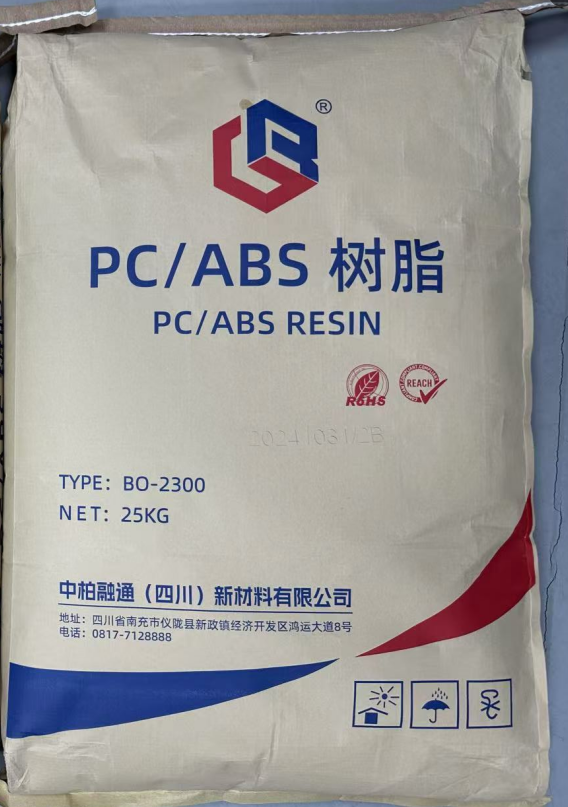 ®
PC/ABS 树脂
PC/ABS RESIN
RoHS
REACH
TYPE: BO-2300
NET: 25KG
中柏融通（四川）新材料有限公司
地址：四川省南充市仪陇县新政镇经济开发区鸿运大道8号
电话：0817-7128888